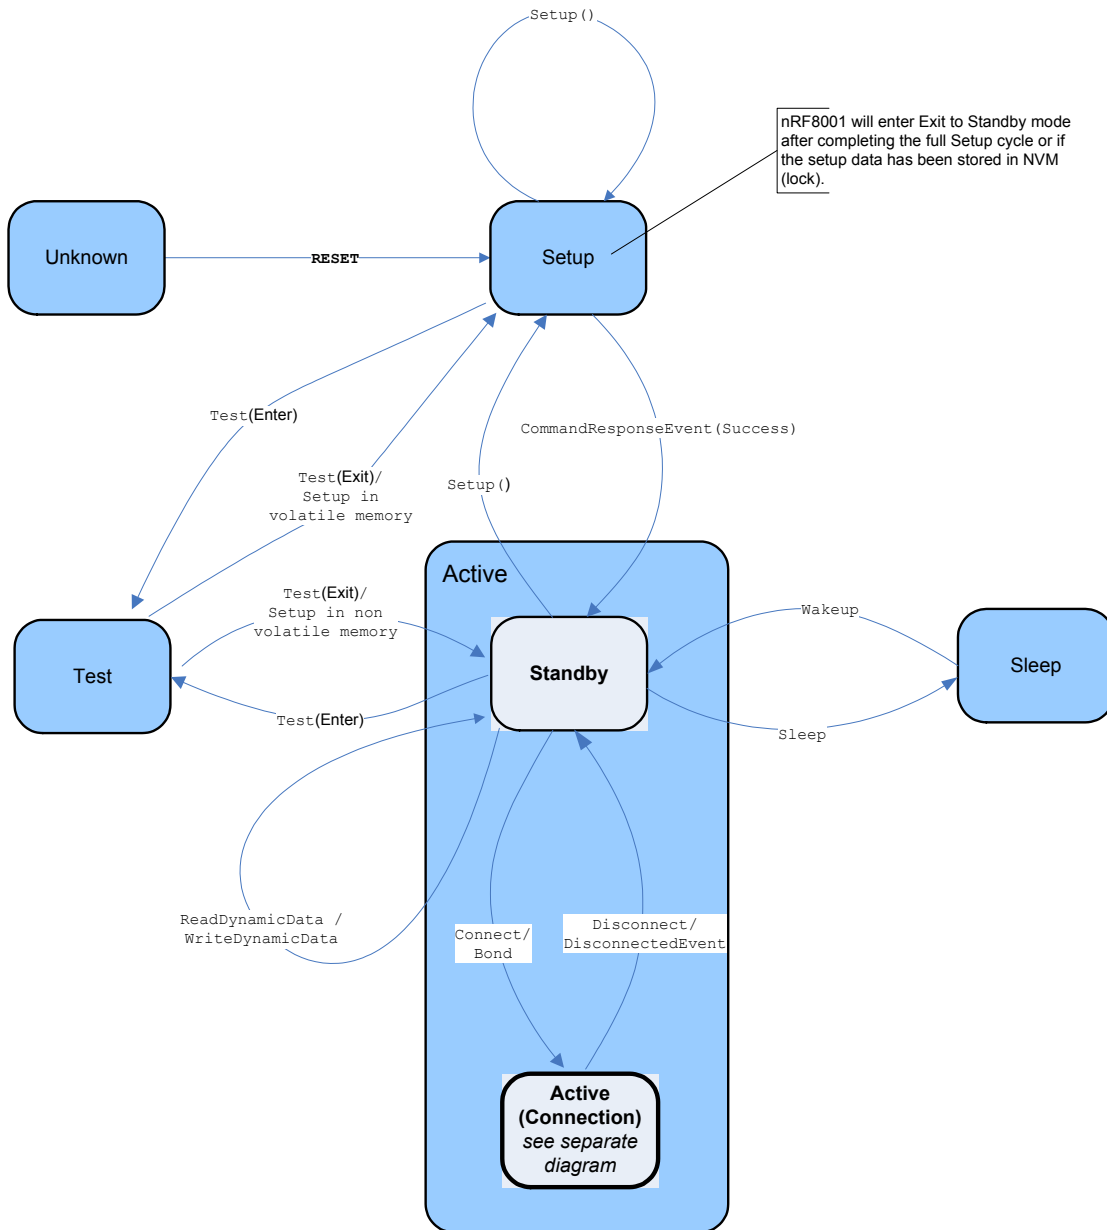 Setup()
nRF8001 will enter Exit to Standby mode
after completing the full Setup cycle or if
the setup data has been stored in NVM
(lock).
Unknown
RESET
Setup
Test(Enter)
CommandResponseEvent(Success)
Test(Exit)/
Setup in
volatile memory
Setup()
Active
Test(Exit)/
Setup in non
volatile memory
Wakeup
Test
Standby
Sleep
Test(Enter)
Sleep
ReadDynamicData /
WriteDynamicData
Connect/
Bond
Disconnect/
DisconnectedEvent
Active
(Connection)
see separate
diagram